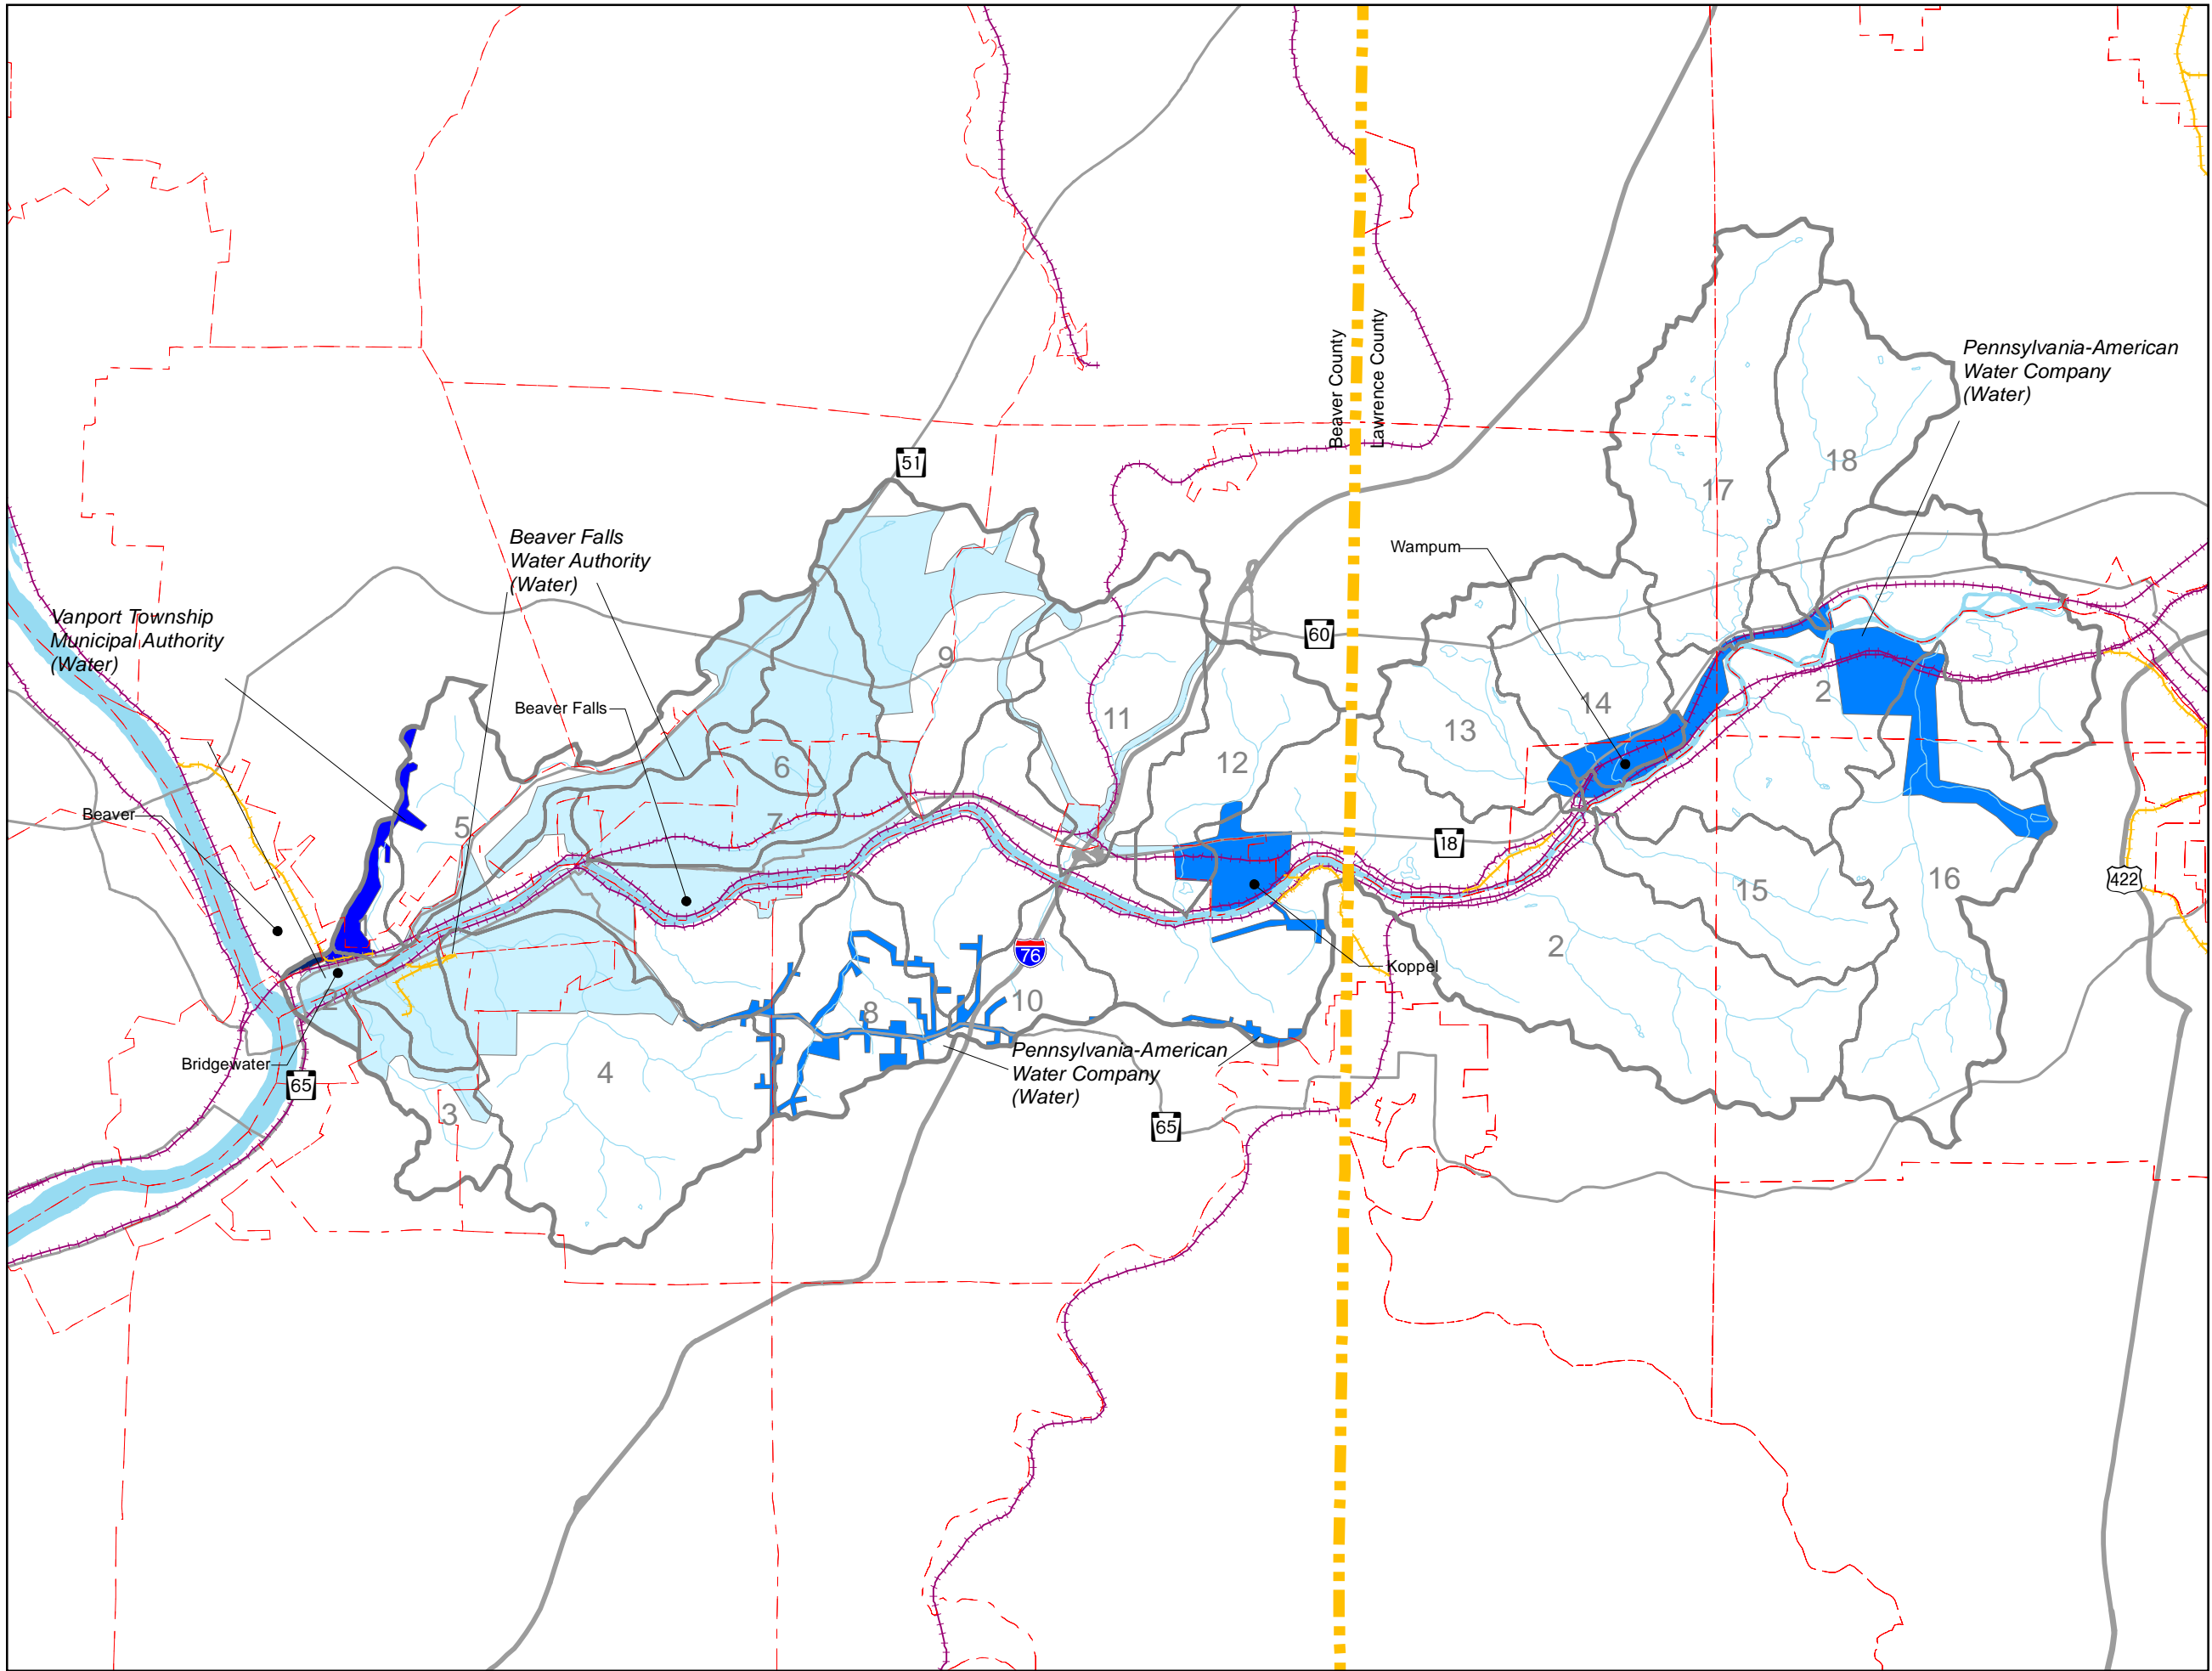 Beaver County
Lawrence County
Pennsylvania-American
Water Company
(Water)
51
18
17
Beaver Falls
Water Authority
(Water)
Wampum
Vanport Township
Municipal Authority
(Water)
60
9
2
14
Beaver Falls
11
13
12
6
Beaver
7
5
18
422
16
15
2
76
Koppel
2
8
10
Bridgewater
Pennsylvania-American
Water Company
(Water)
65
4
3
65